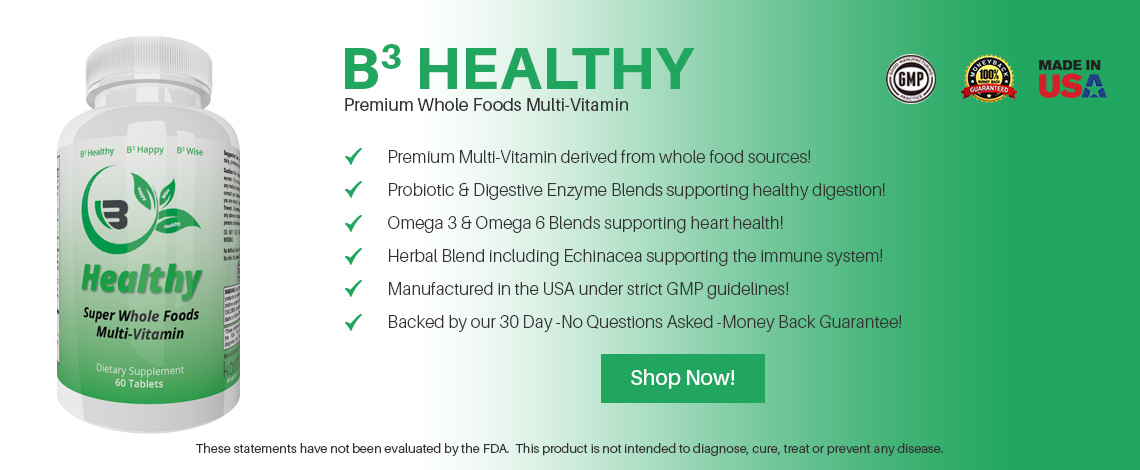 B³ HEALTHY
Premium Whole Foods Multi-Vitamin
GMP
MONEYBACK
100%
MONEY BACK
GUARANTEED
MADE IN
USA
Premium Multi-Vitamin derived from whole food sources!
Probiotic & Digestive Enzyme Blends supporting healthy digestion!
Omega 3 & Omega 6 Blends supporting heart health!
Herbal Blend including Echinacea supporting the immune system!
Manufactured in the USA under strict GMP guidelines!
Backed by our 30 Day -No Questions Asked -Money Back Guarantee!
Shop Now!
B³ Healthy B³ Happy B³ Wise
B
Healthy
Healthy
Super Whole Foods
Multi-Vitamin
Dietary Supplement
60 Tablets
These statements have not been evaluated by the FDA. This product is not intended to diagnose, cure, treat or prevent any disease.